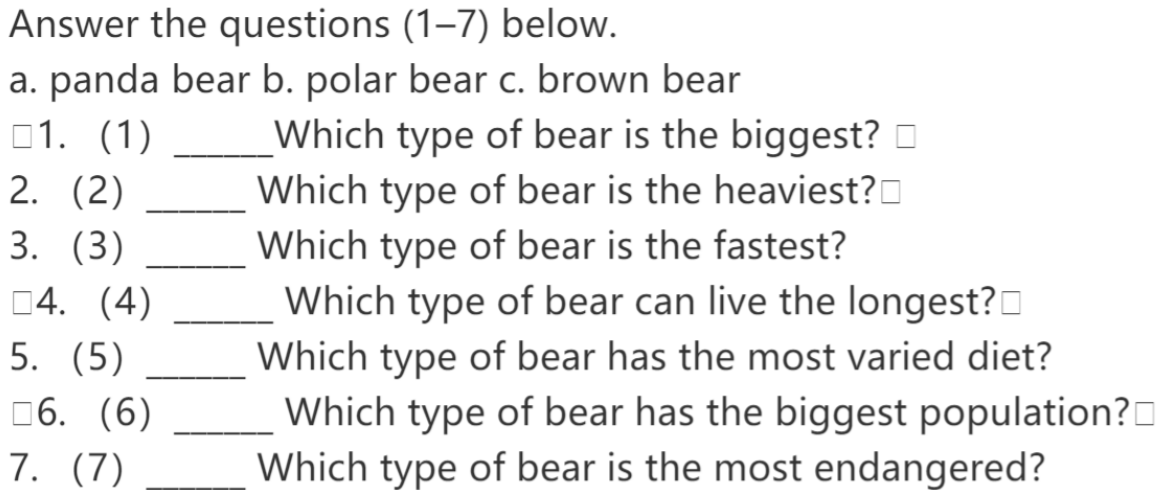 Answer the questions (1–7) below.
a. panda bear b. polar bear c. brown bear
□1. (1) ______Which type of bear is the biggest? □
2. (2) ______ Which type of bear is the heaviest?□
3. (3) ______ Which type of bear is the fastest?
□4. (4) ______ Which type of bear can live the longest?□
5. (5) ______ Which type of bear has the most varied diet?
□6. (6) ______ Which type of bear has the biggest population?□
7. (7) ______ Which type of bear is the most endangered?